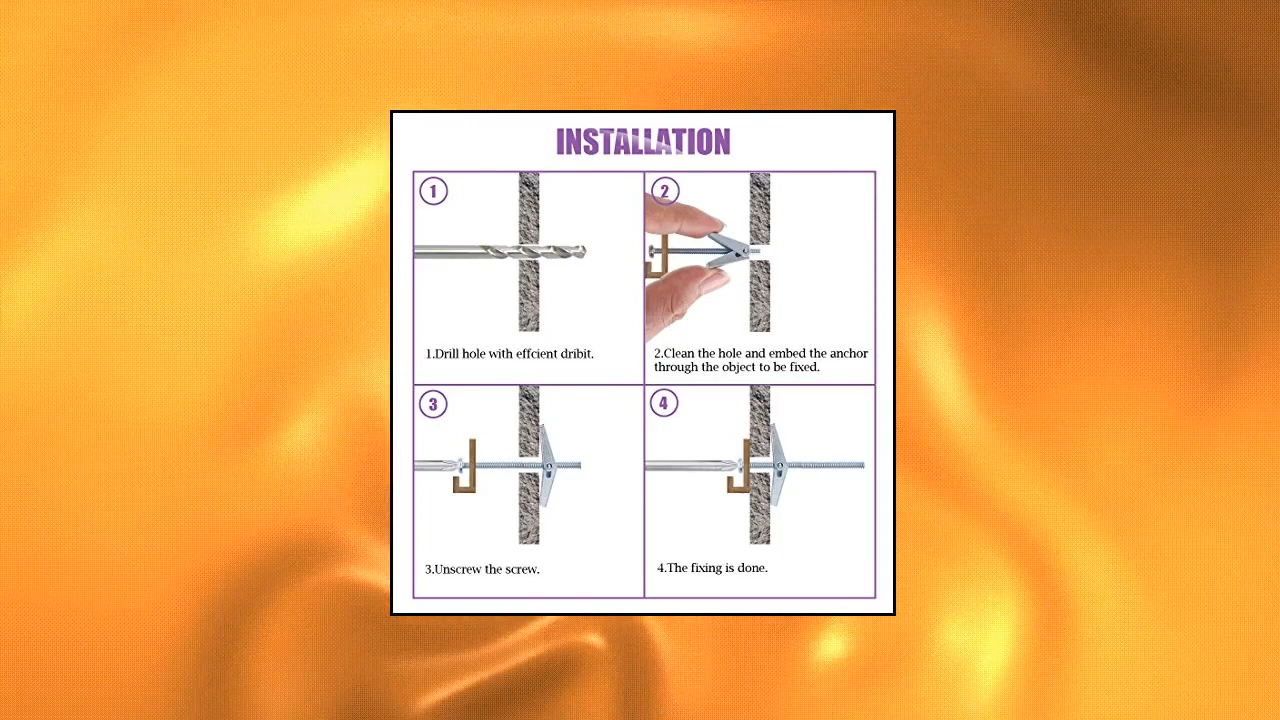 INSTALLATION
1
2
1.Drill hole with effcient dribit.
2.Clean the hole and embed the anchor
through the object to be fixed.
3
4
3.Unscrew the screw.
4.The fixing is done.